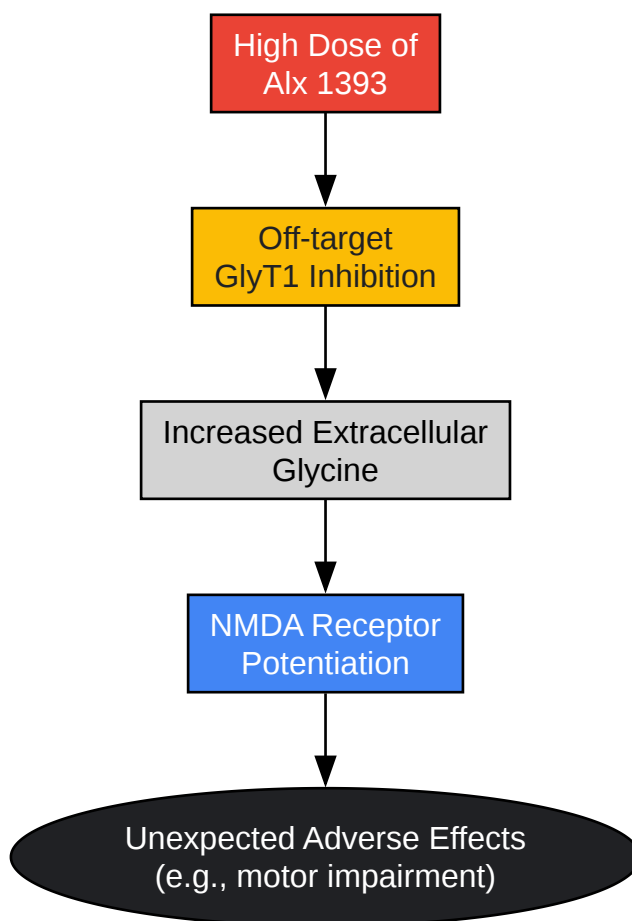 High Dose of
Alx 1393
Off-target
GlyT1 Inhibition
Increased Extracellular
Glycine
NMDA Receptor
Potentiation
Unexpected Adverse Effects
(e.g., motor impairment)